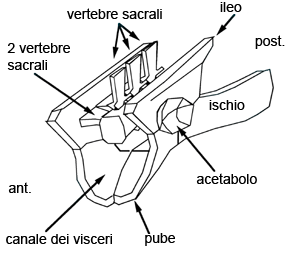 ileo
vertebre sacrali
post.
2 vertebre
sacrali
ischio
acetabolo
ant.
canale dei visceri
pube